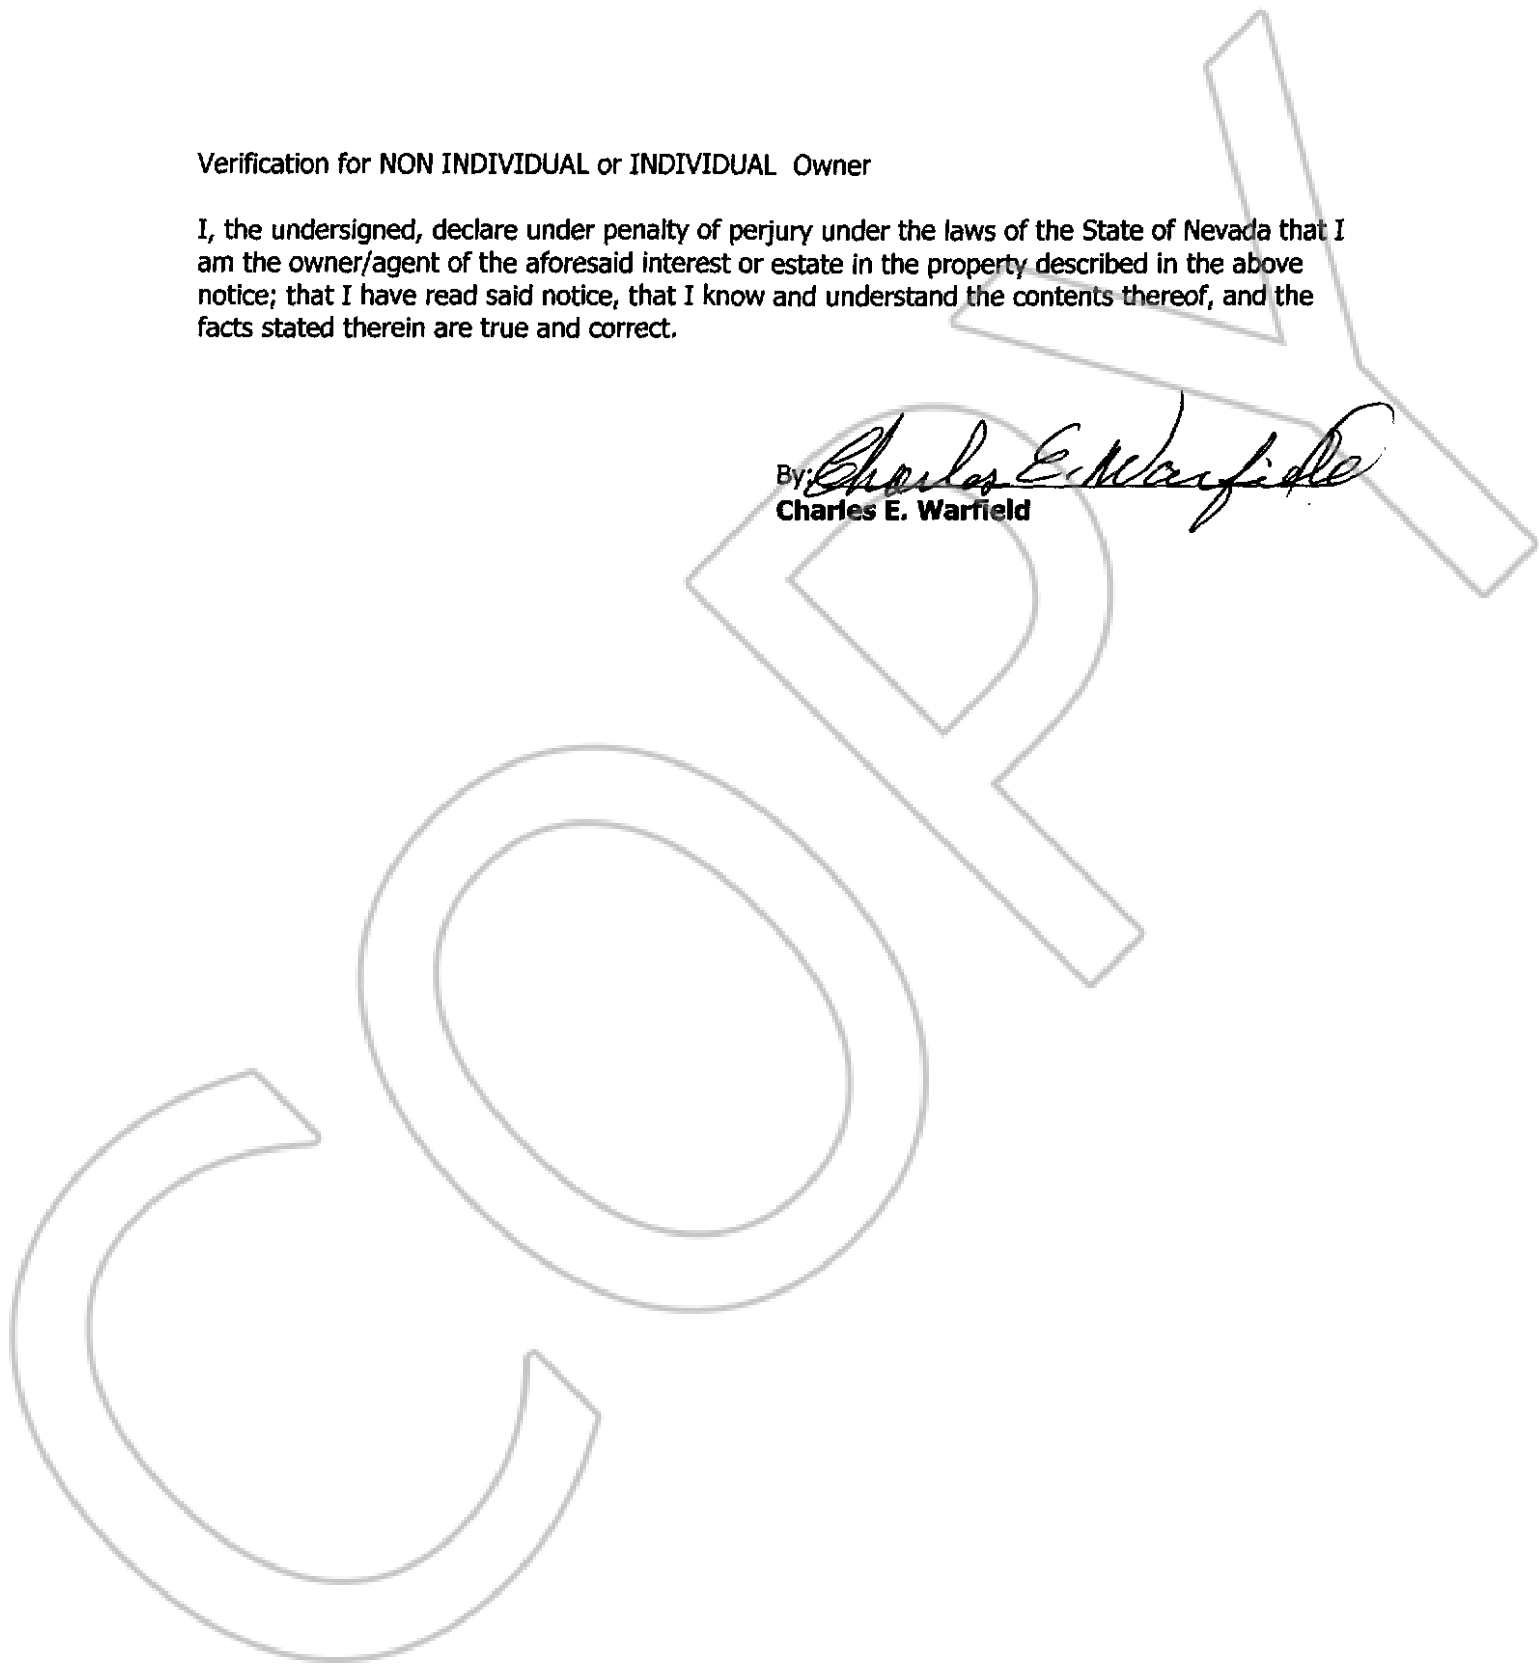 Verification for NON INDIVIDUAL or INDIVIDUAL Owner
I, the undersigned, declare under penalty of perjury under the laws of the State of Nevada that I
am the owner/agent of the aforesaid interest or estate in the property described in the above
notice; that I have read said notice, that I know and understand the contents thereof, and the
facts stated therein are true and correct.
By: Charles E. Warfield
Charles E. Warfield
COPY